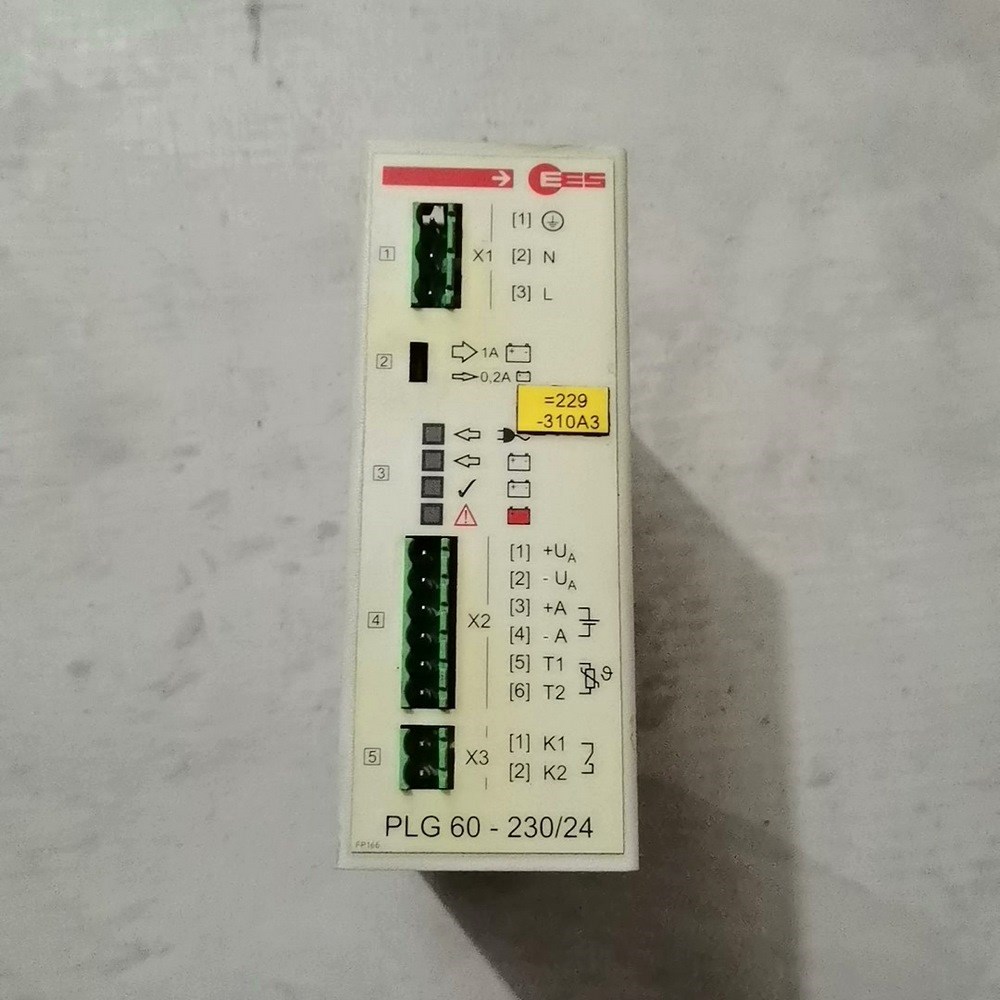 EES
[1]
1 X1 [2] N
[3] L
2 1A + -
0,2A
=229
-310A3
+ -
3
+ -
[1] +UA
[2] - UA
[3] +A
4 X2
[4] - A
[5] T1
[6] T2 ϑ
[1] K1
5 X3
[2] K2
PLG 60 - 230/24
FP166